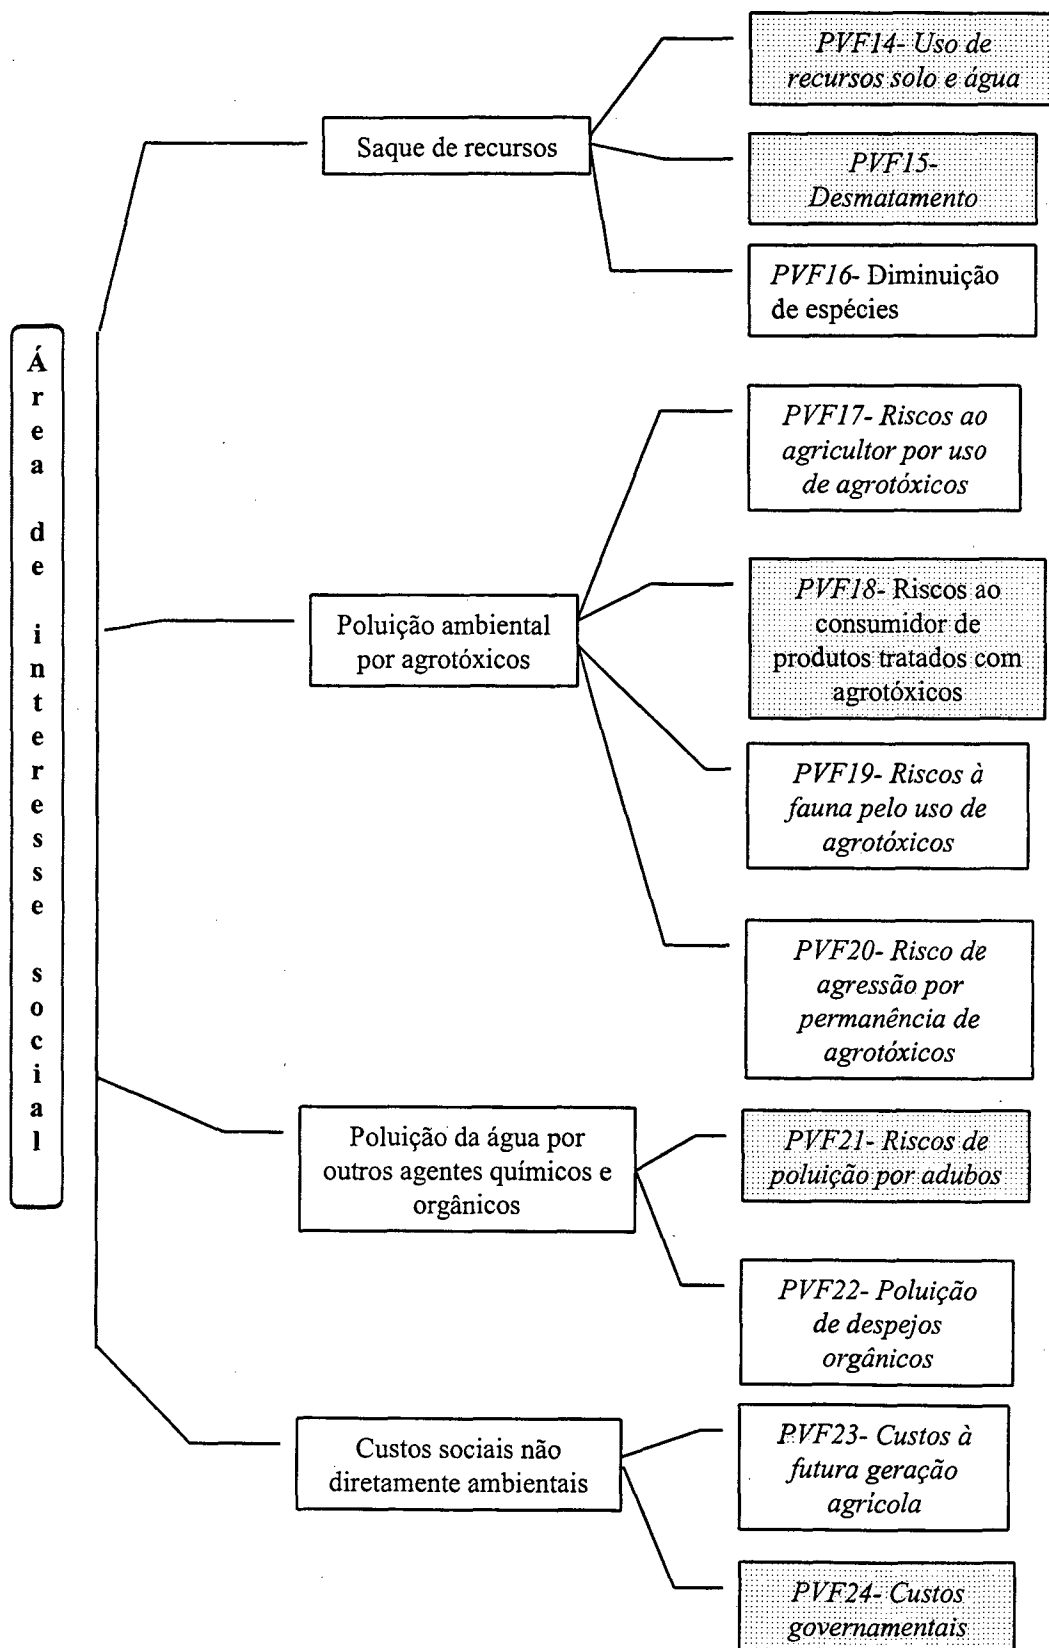 Área de interesse social
Saque de recursos
PVF14- Uso de
recursos solo e água
PVF15-
Desmatamento
PVF16- Diminuição
de espécies
Poluição ambiental
por agrotóxicos
PVF17- Riscos ao
agricultor por uso
de agrotóxicos
PVF18- Riscos ao
consumidor de
produtos tratados com
agrotóxicos
PVF19- Riscos à
fauna pelo uso de
agrotóxicos
PVF20- Risco de
agressão por
permanência de
agrotóxicos
Poluição da água por
outros agentes químicos e
orgânicos
PVF21- Riscos de
poluição por adubos
PVF22- Poluição
de despejos
orgânicos
Custos sociais não
diretamente ambientais
PVF23- Custos à
futura geração
agrícola
PVF24- Custos
governamentais